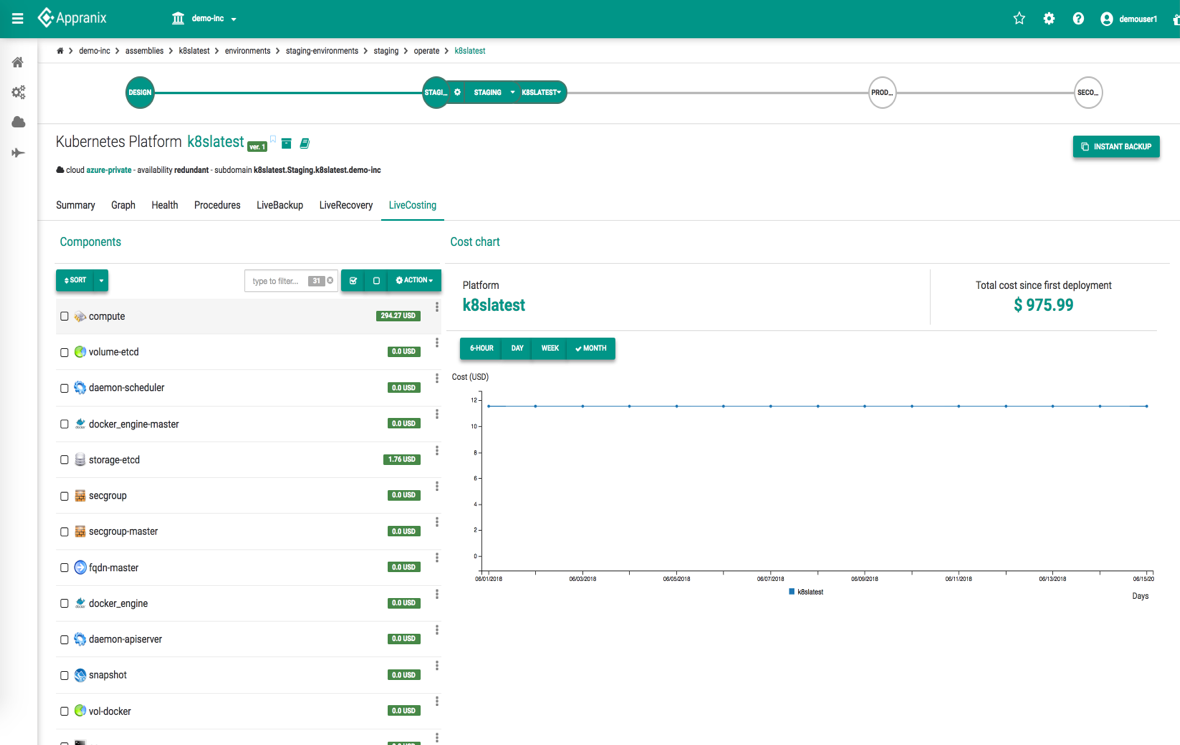 Appranix
demo-inc
demouser1
demo-inc > assemblies > k8slatest > environments > staging-environments > staging > operate > k8slatest
DESIGN
STAGI...
STAGING
K8SLATEST
PROD...
SECO...
Kubernetes Platform k8slatest ver. 1
INSTANT BACKUP
cloud azure-private - availability redundant - subdomain k8slatest.Staging.k8slatest.demo-inc
Summary Graph Health Procedures LiveBackup LiveRecovery LiveCosting
Components
SORT
type to filter... 31
ACTION
compute 294.27 USD
volume-etcd 0.0 USD
daemon-scheduler 0.0 USD
docker_engine-master 0.0 USD
storage-etcd 1.76 USD
secgroup 0.0 USD
secgroup-master 0.0 USD
fqdn-master 0.0 USD
docker_engine 0.0 USD
daemon-apiserver 0.0 USD
snapshot 0.0 USD
vol-docker 0.0 USD
Cost chart
Platform
k8slatest
Total cost since first deployment
$ 975.99
6-HOUR DAY WEEK MONTH
Cost (USD)
12
10
8
6
4
2
0
06/01/2018 06/03/2018 06/05/2018 06/07/2018 06/09/2018 06/11/2018 06/13/2018 06/15/20
k8slatest
Days